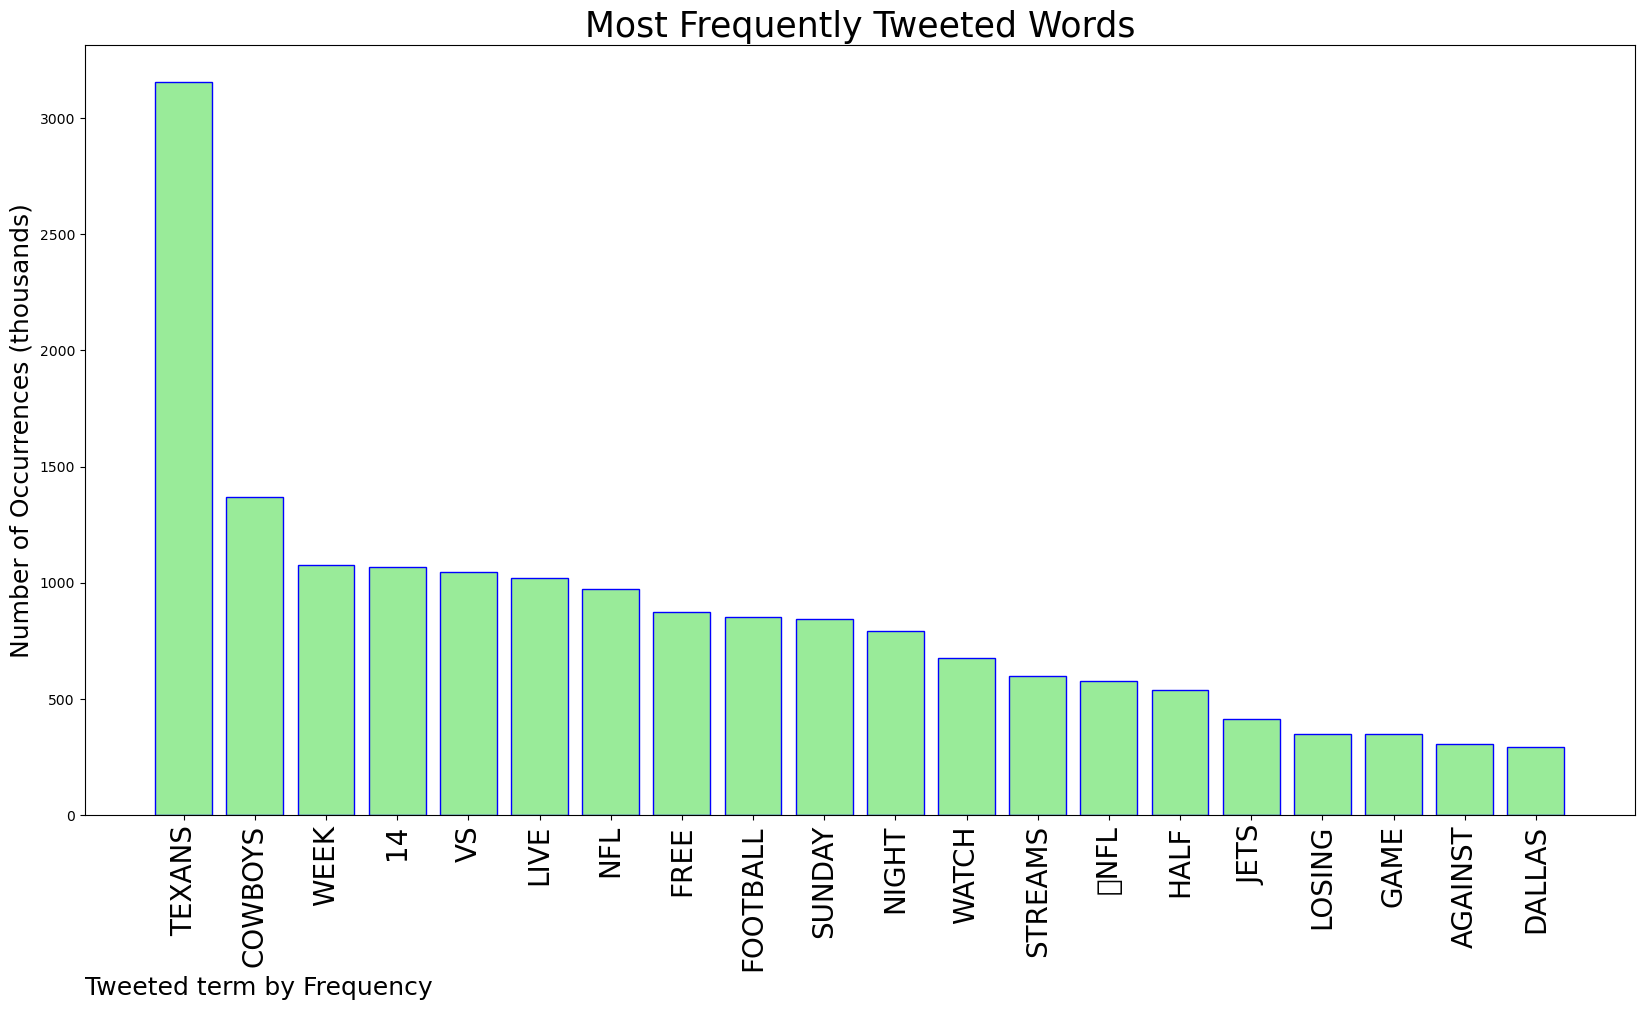 Most Frequently Tweeted Words
Number of Occurrences (thousands)
3000
2500
2000
1500
1000
500
0
TEXANS
COWBOYS
WEEK
14
VS
LIVE
NFL
FREE
FOOTBALL
SUNDAY
NIGHT
WATCH
STREAMS
▯NFL
HALF
JETS
LOSING
GAME
AGAINST
DALLAS
Tweeted term by Frequency